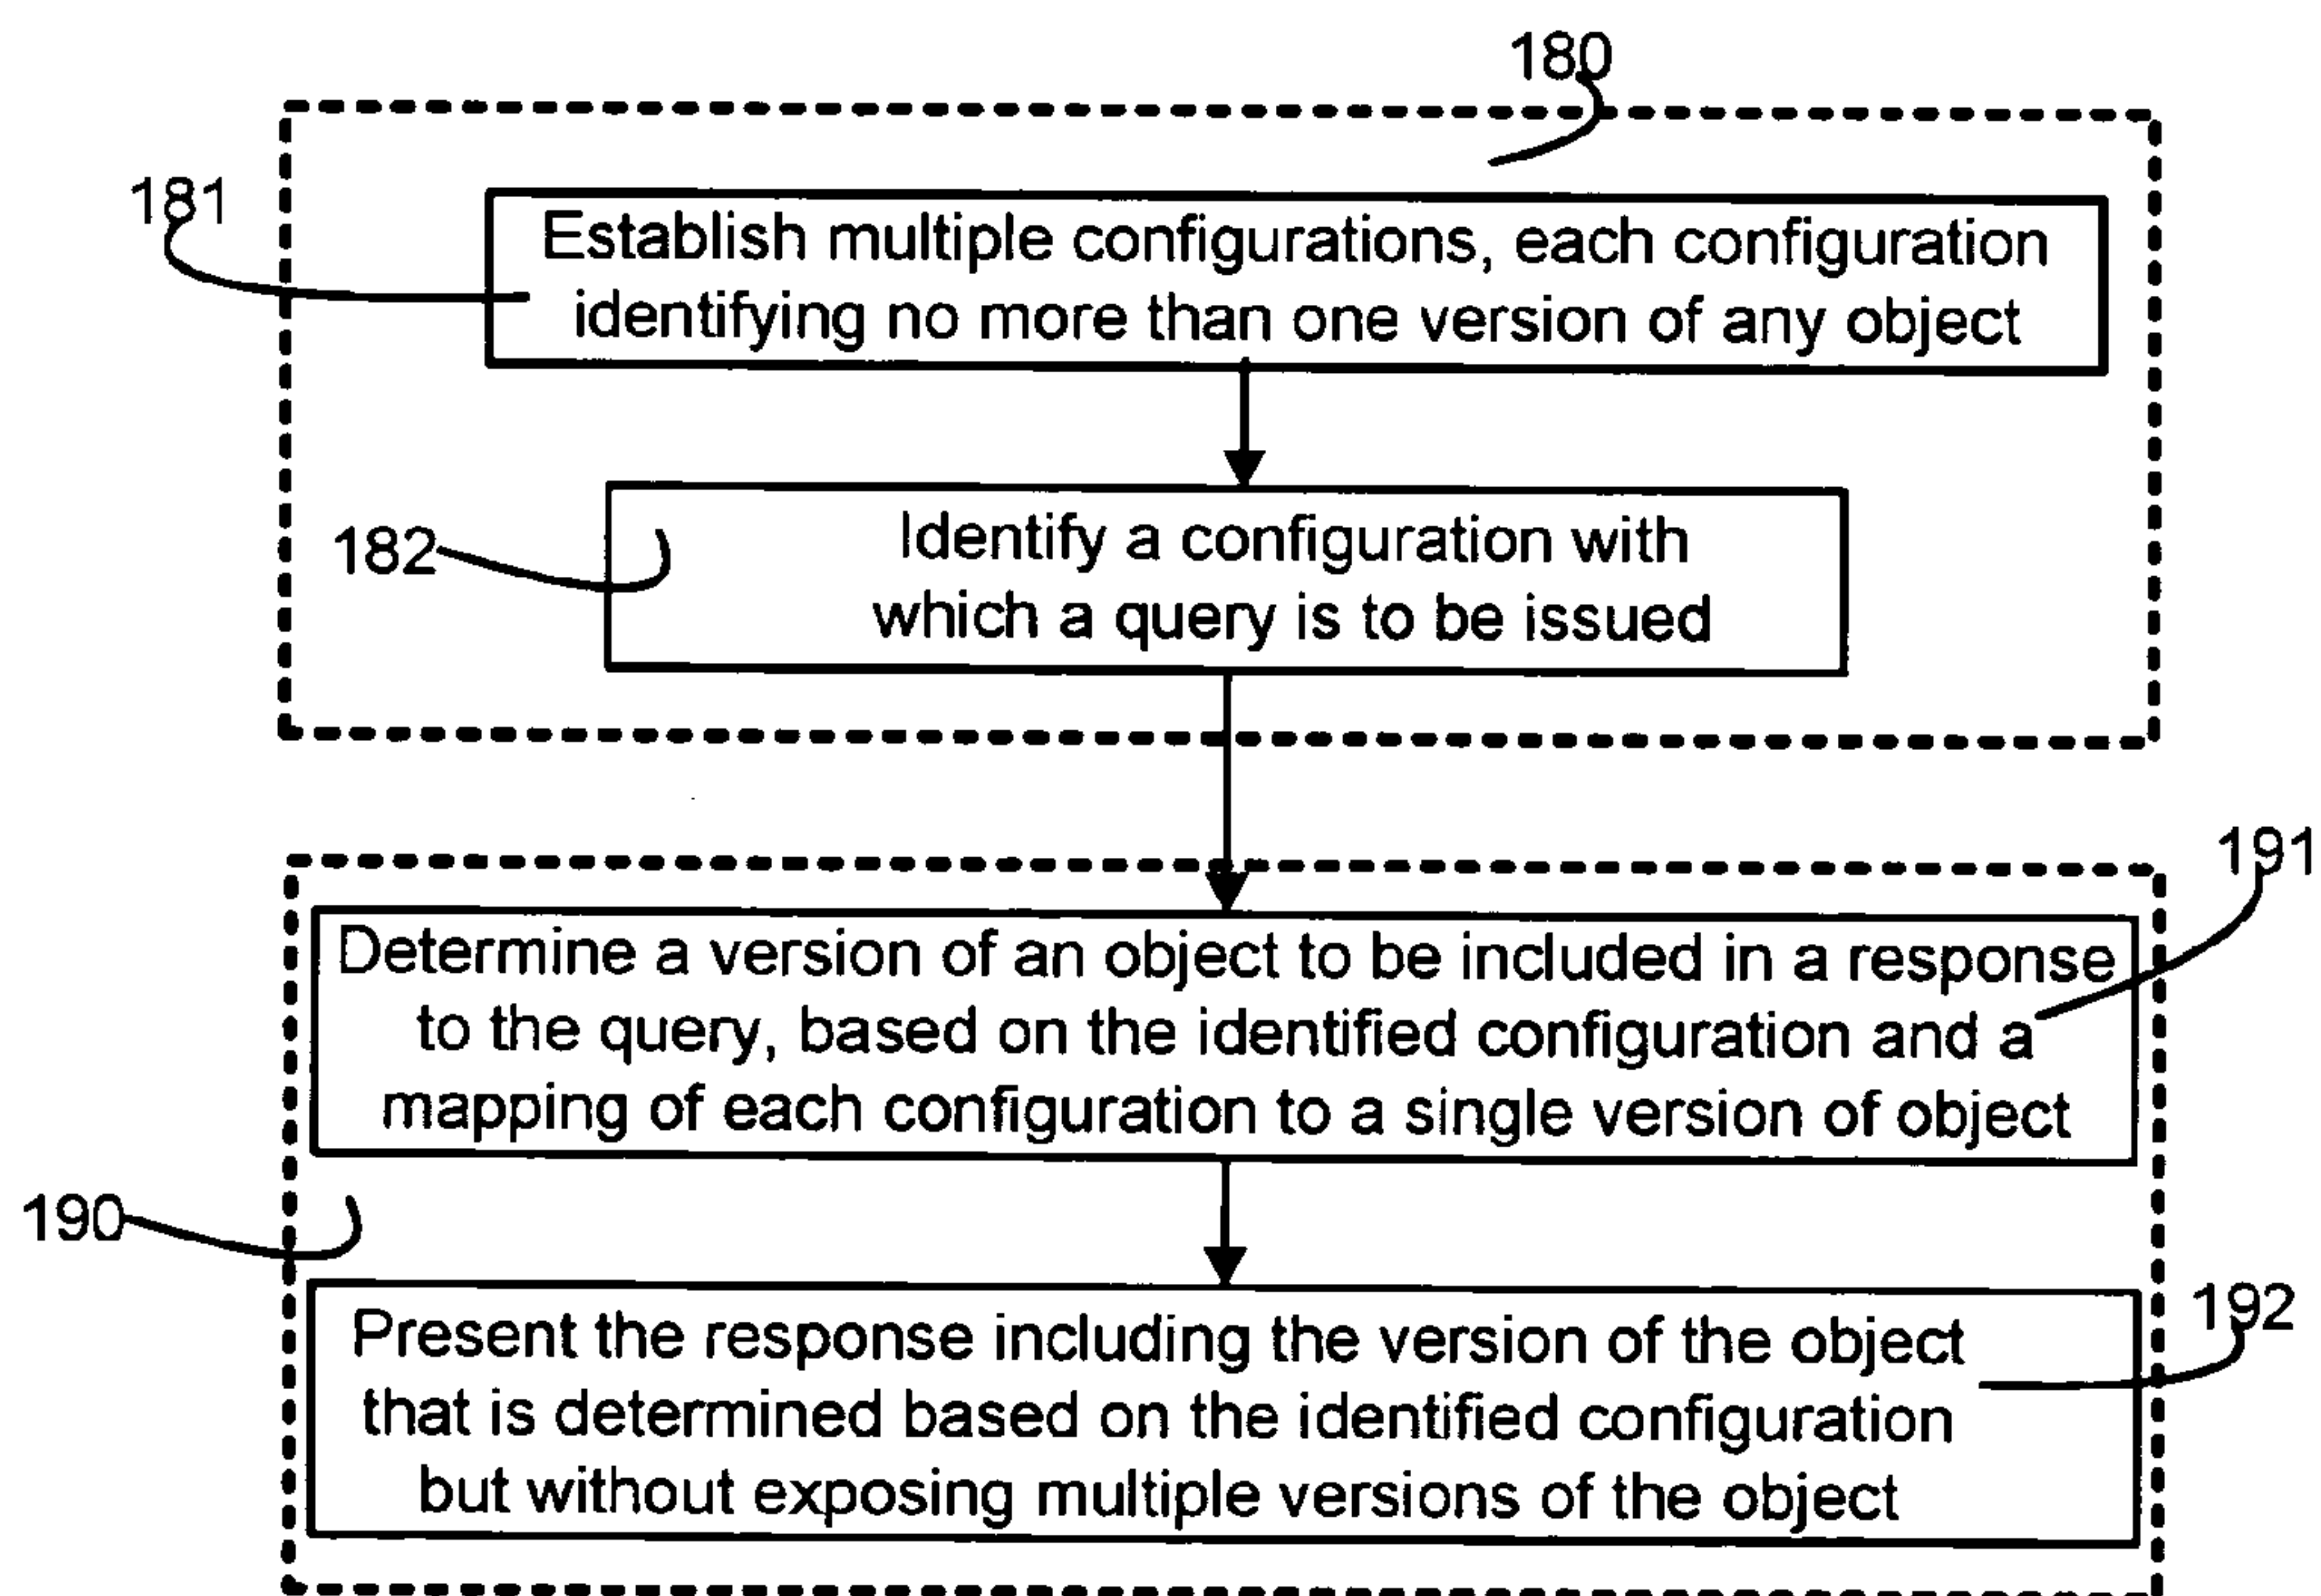 180
181
Establish multiple configurations, each configuration
identifying no more than one version of any object
182
Identify a configuration with
which a query is to be issued
191
Determine a version of an object to be included in a response
to the query, based on the identified configuration and a
mapping of each configuration to a single version of object
190
192
Present the response including the version of the object
that is determined based on the identified configuration
but without exposing multiple versions of the object